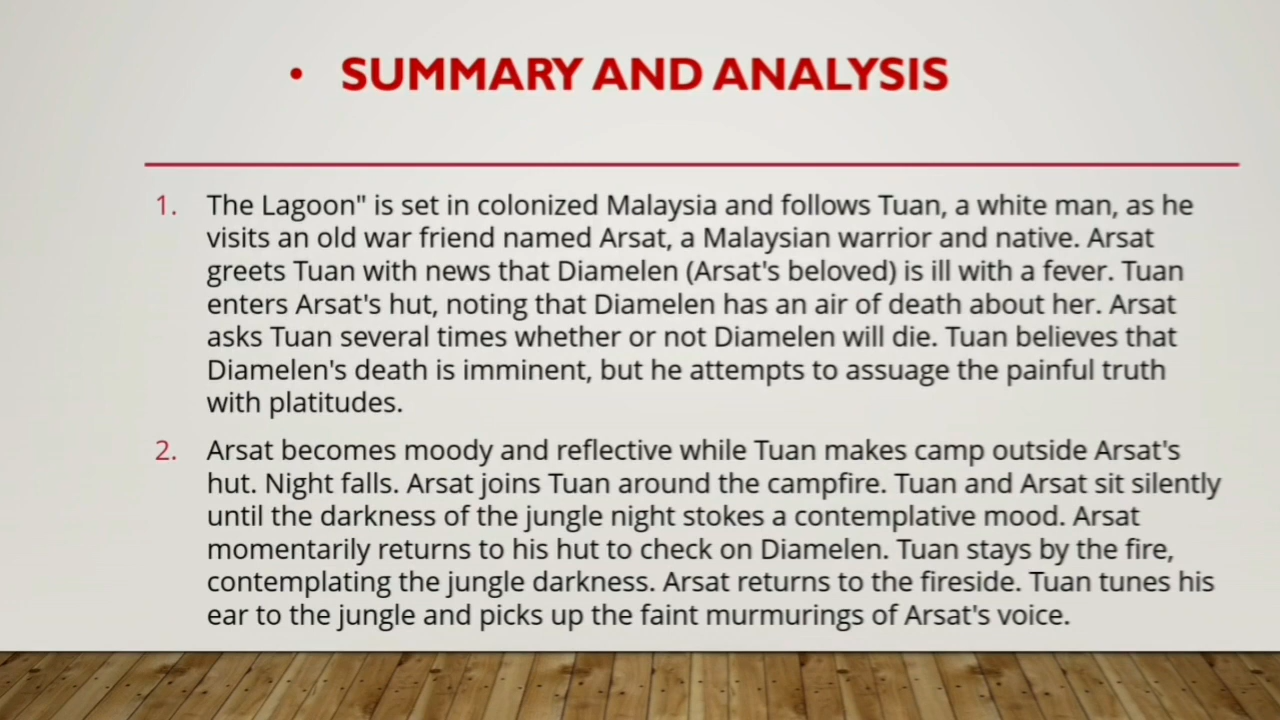 • SUMMARY AND ANALYSIS
1. The Lagoon" is set in colonized Malaysia and follows Tuan, a white man, as he
visits an old war friend named Arsat, a Malaysian warrior and native. Arsat
greets Tuan with news that Diamelen (Arsat's beloved) is ill with a fever. Tuan
enters Arsat's hut, noting that Diamelen has an air of death about her. Arsat
asks Tuan several times whether or not Diamelen will die. Tuan believes that
Diamelen's death is imminent, but he attempts to assuage the painful truth
with platitudes.
2. Arsat becomes moody and reflective while Tuan makes camp outside Arsat's
hut. Night falls. Arsat joins Tuan around the campfire. Tuan and Arsat sit silently
until the darkness of the jungle night stokes a contemplative mood. Arsat
momentarily returns to his hut to check on Diamelen. Tuan stays by the fire,
contemplating the jungle darkness. Arsat returns to the fireside. Tuan tunes his
ear to the jungle and picks up the faint murmurings of Arsat's voice.